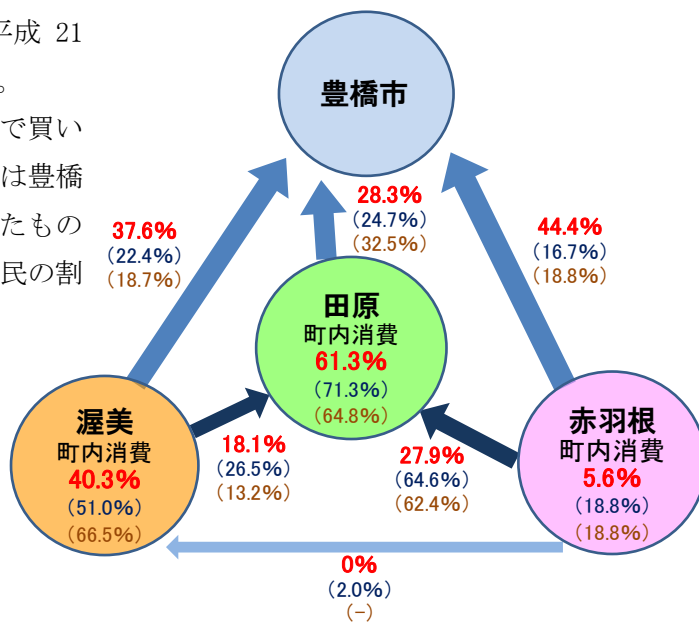 平成 21
。
で買い
は豊橋
たもの
民の割
豊橋市
37.6%
(22.4%)
(18.7%)
28.3%
(24.7%)
(32.5%)
44.4%
(16.7%)
(18.8%)
田原
町内消費
61.3%
(71.3%)
(64.8%)
渥美
町内消費
40.3%
(51.0%)
(66.5%)
18.1%
(26.5%)
(13.2%)
27.9%
(64.6%)
(62.4%)
赤羽根
町内消費
5.6%
(18.8%)
(18.8%)
0%
(2.0%)
(-)